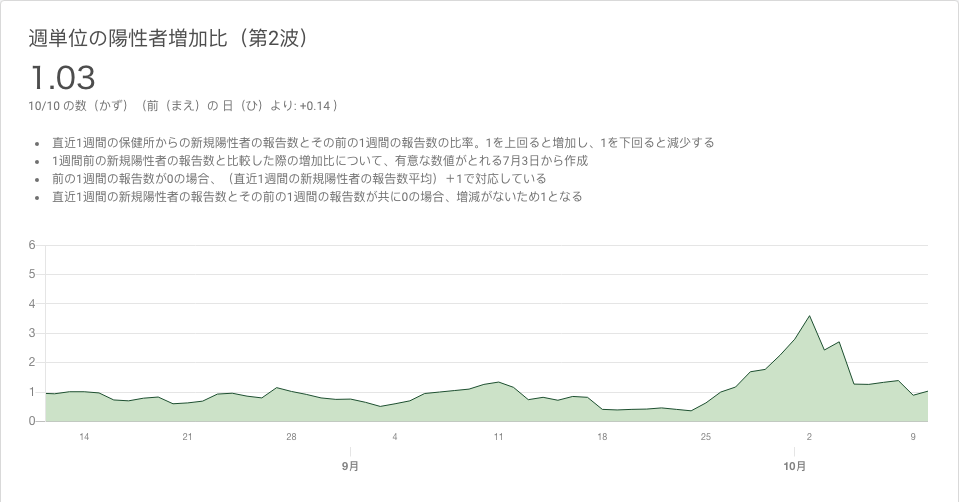 週単位の陽性者増加比（第2波）
1.03
10/10 の数（かず）（前（まえ）の 日（ひ）より: +0.14 ）
• 直近1週間の保健所からの新規陽性者の報告数とその前の1週間の報告数の比率。1を上回ると増加し、1を下回ると減少する
• 1週間前の新規陽性者の報告数と比較した際の増加比について、有意な数値がとれる7月3日から作成
• 前の1週間の報告数が0の場合、（直近1週間の新規陽性者の報告数平均）＋1で対応している
• 直近1週間の新規陽性者の報告数とその前の1週間の報告数が共に0の場合、増減がないため1となる
6
5
4
3
2
1
0
14 21 28 4 11 18 25 2 9
9月 10月